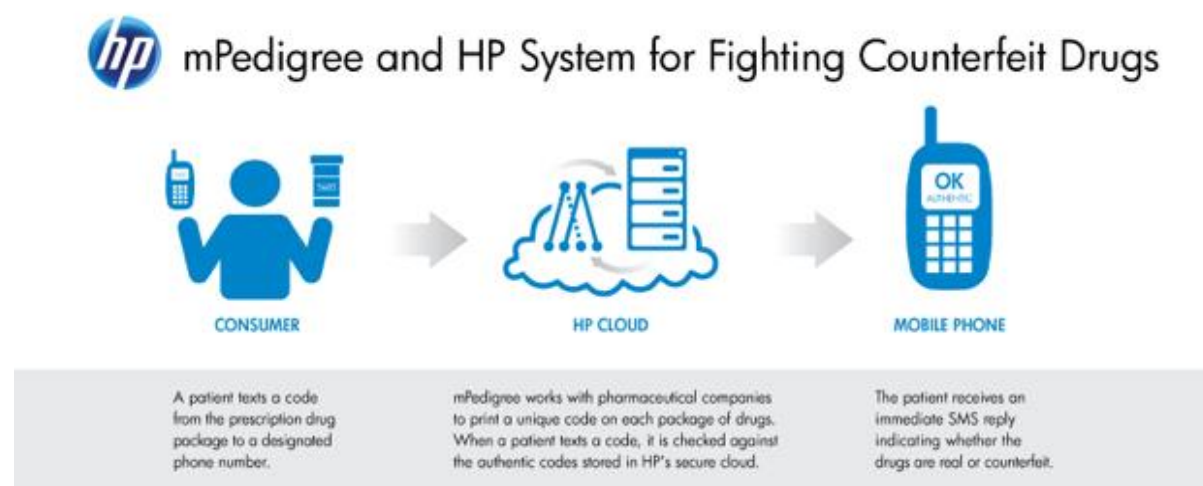 hp mPedigree and HP System for Fighting Counterfeit Drugs
OK
AUTHENTIC
CONSUMER
HP CLOUD
MOBILE PHONE
A patient texts a code
from the prescription drug
package to a designated
phone number.
mPedigree works with pharmaceutical companies
to print a unique code on each package of drugs.
When a patient texts a code, it is checked against
the authentic codes stored in HP's secure cloud.
The patient receives an
immediate SMS reply
indicating whether the
drugs are real or counterfeit.